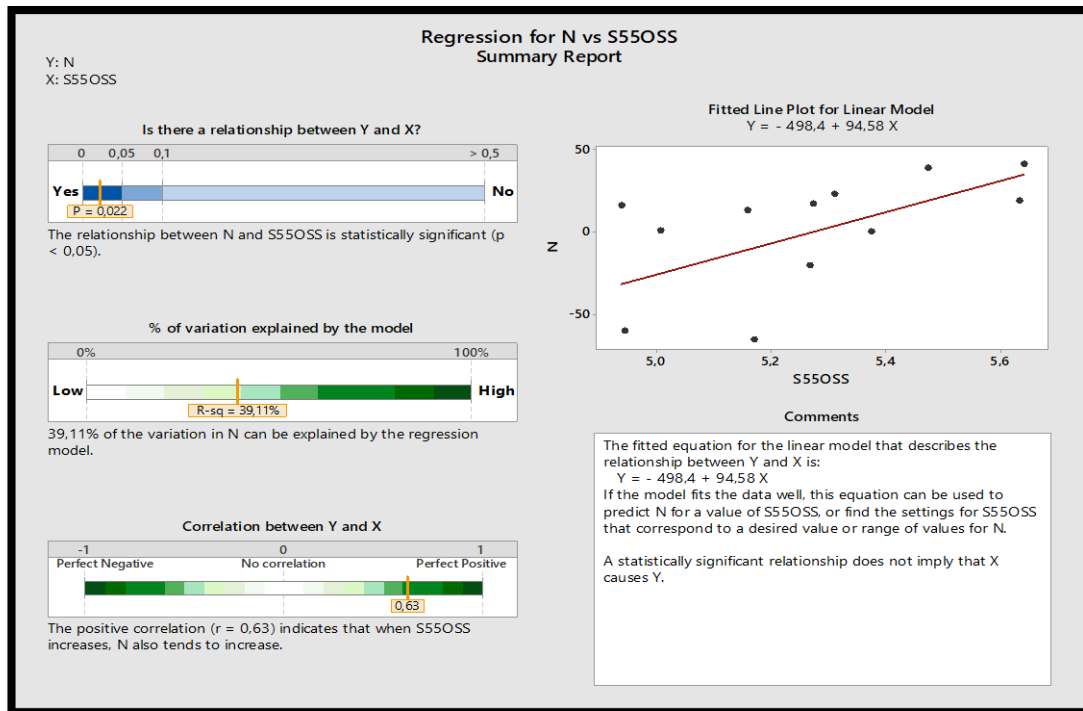 Regression for N vs S55OSS
Summary Report
Y: N
X: S55OSS
Is there a relationship between Y and X?
0 0,05 0,1 > 0,5
Yes No
P = 0,022
The relationship between N and S55OSS is statistically significant (p
< 0,05).
% of variation explained by the model
0% 100%
Low High
R-sq = 39,11%
39,11% of the variation in N can be explained by the regression
model.
Correlation between Y and X
-1 0 1
Perfect Negative No correlation Perfect Positive
0,63
The positive correlation (r = 0,63) indicates that when S55OSS
increases, N also tends to increase.
Fitted Line Plot for Linear Model
Y = - 498,4 + 94,58 X
50
0
-50
N
5,0 5,2 5,4 5,6
S55OSS
Comments
The fitted equation for the linear model that describes the
relationship between Y and X is:
Y = - 498,4 + 94,58 X
If the model fits the data well, this equation can be used to
predict N for a value of S55OSS, or find the settings for S55OSS
that correspond to a desired value or range of values for N.
A statistically significant relationship does not imply that X
causes Y.